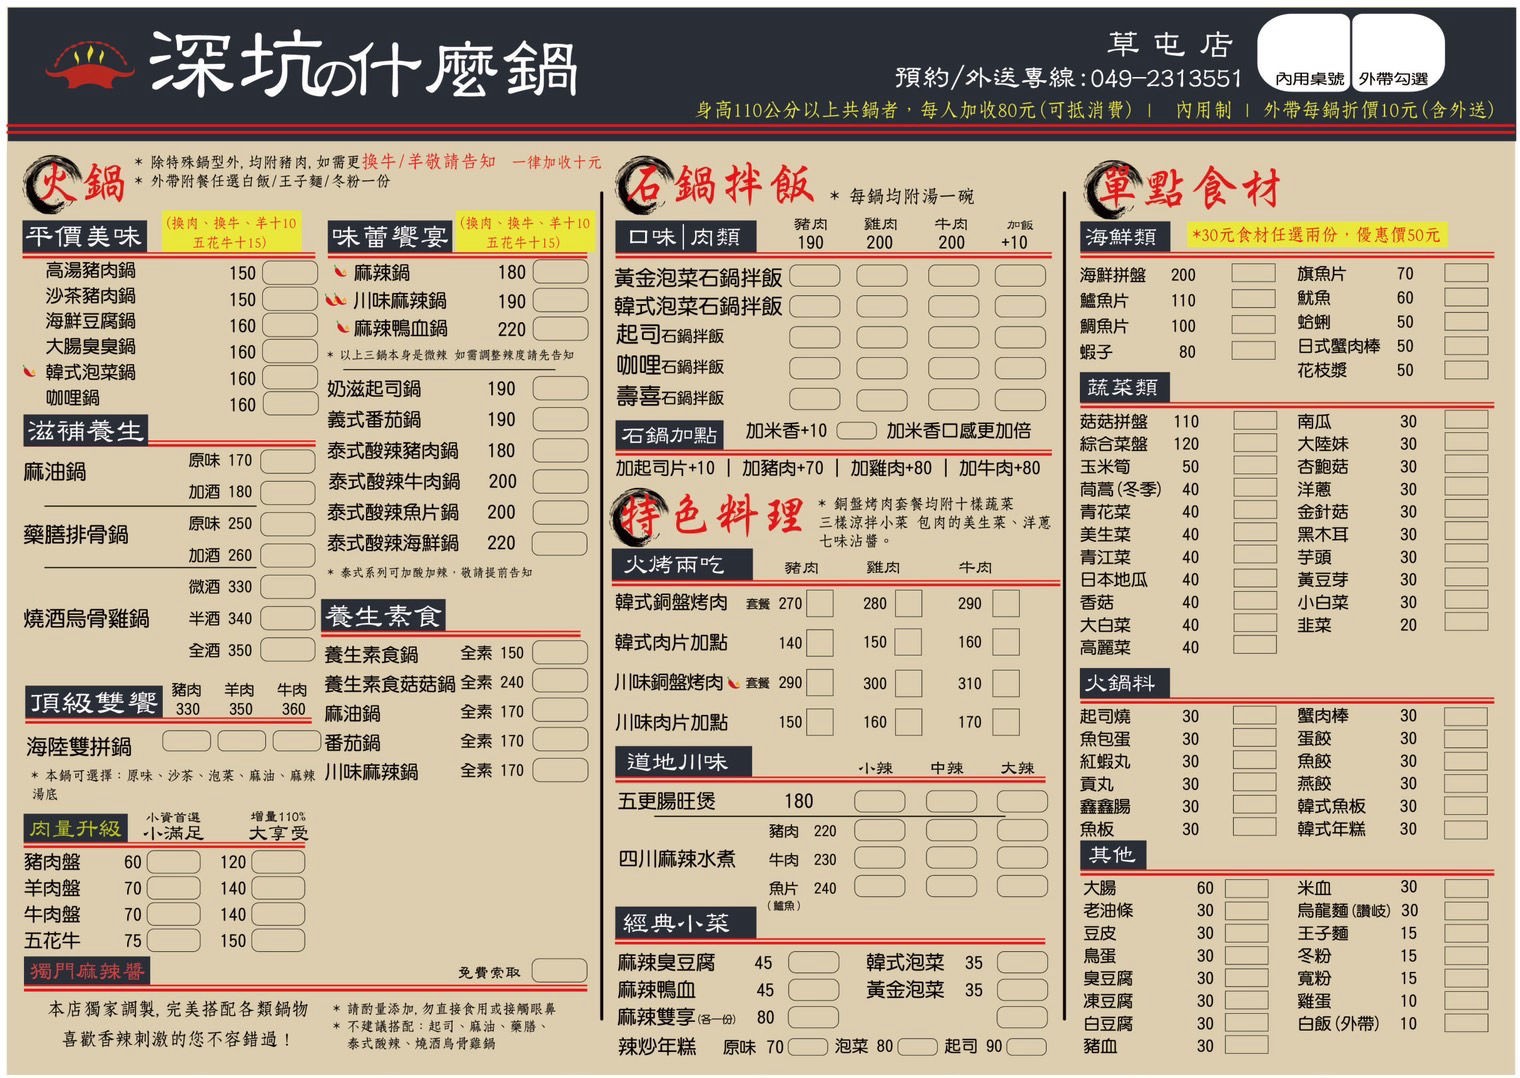 深坑の什麼鍋
草屯店
預約/外送專線:049-2313551
內用桌號
外帶勾選
身高110公分以上共鍋者，每人加收80元(可抵消費) | 內用制 | 外帶每鍋折價10元(含外送)
火鍋
* 除特殊鍋型外, 均附豬肉, 如需更換牛/羊敬請告知 一律加收十元
* 外帶附餐任選白飯/王子麵/冬粉一份
平價美味
(換肉、換牛、羊十10
五花牛十15)
高湯豬肉鍋 150
沙茶豬肉鍋 150
海鮮豆腐鍋 160
大腸臭臭鍋 160
韓式泡菜鍋 160
咖哩鍋 160
滋補養生
麻油鍋
原味 170
加酒 180
藥膳排骨鍋
原味 250
加酒 260
燒酒烏骨雞鍋
微酒 330
半酒 340
全酒 350
頂級雙饗
豬肉 羊肉 牛肉
330 350 360
海陸雙拼鍋
* 本鍋可選擇：原味、沙茶、泡菜、麻油、麻辣
湯底
肉量升級
小資首選
小滿足
增量110%
大享受
豬肉盤 60 120
羊肉盤 70 140
牛肉盤 70 140
五花牛 75 150
獨門麻辣醬
免費索取
本店獨家調製, 完美搭配各類鍋物
喜歡香辣刺激的您不容錯過！
* 請酌量添加, 勿直接食用或接觸眼鼻
* 不建議搭配：起司、麻油、藥膳、
泰式酸辣、燒酒烏骨雞鍋
味蕾饗宴
(換肉、換牛、羊十10
五花牛十15)
麻辣鍋 180
川味麻辣鍋 190
麻辣鴨血鍋 220
* 以上三鍋本身是微辣 如需調整辣度請先告知
奶滋起司鍋 190
義式番茄鍋 190
泰式酸辣豬肉鍋 180
泰式酸辣牛肉鍋 200
泰式酸辣魚片鍋 200
泰式酸辣海鮮鍋 220
* 泰式系列可加酸加辣，敬請提前告知
養生素食
養生素食鍋 全素 150
養生素食菇菇鍋 全素 240
麻油鍋 全素 170
番茄鍋 全素 170
川味麻辣鍋 全素 170
石鍋拌飯
* 每鍋均附湯一碗
口味|肉類
豬肉 雞肉 牛肉 加飯
190 200 200 +10
黃金泡菜石鍋拌飯
韓式泡菜石鍋拌飯
起司石鍋拌飯
咖哩石鍋拌飯
壽喜石鍋拌飯
石鍋加點
加米香+10
加米香口感更加倍
加起司片+10 | 加豬肉+70 | 加雞肉+80 | 加牛肉+80
特色料理
* 銅盤烤肉套餐均附十樣蔬菜
三樣涼拌小菜 包肉的美生菜、洋蔥
七味沾醬。
火烤兩吃
豬肉 雞肉 牛肉
韓式銅盤烤肉 套餐 270 280 290
韓式肉片加點 140 150 160
川味銅盤烤肉 套餐 290 300 310
川味肉片加點 150 160 170
道地川味
小辣 中辣 大辣
五更腸旺煲 180
四川麻辣水煮
豬肉 220
牛肉 230
魚片 240
(鱸魚)
經典小菜
麻辣臭豆腐 45 韓式泡菜 35
麻辣鴨血 45 黃金泡菜 35
麻辣雙享(各一份) 80
辣炒年糕 原味 70 泡菜 80 起司 90
單點食材
海鮮類
*30元食材任選兩份，優惠價50元
海鮮拼盤 200 旗魚片 70
鱸魚片 110 魷魚 60
鯛魚片 100 蛤蜊 50
蝦子 80 日式蟹肉棒 50
花枝漿 50
蔬菜類
菇菇拼盤 110 南瓜 30
綜合菜盤 120 大陸妹 30
玉米筍 50 杏鮑菇 30
茼蒿(冬季) 40 洋蔥 30
青花菜 40 金針菇 30
美生菜 40 黑木耳 30
青江菜 40 芋頭 30
日本地瓜 40 黃豆芽 30
香菇 40 小白菜 30
大白菜 40 韭菜 20
高麗菜 40
火鍋料
起司燒 30 蟹肉棒 30
魚包蛋 30 蛋餃 30
紅蝦丸 30 魚餃 30
貢丸 30 燕餃 30
鑫鑫腸 30 韓式魚板 30
魚板 30 韓式年糕 30
其他
大腸 60 米血 30
老油條 30 烏龍麵(讚岐) 30
豆皮 30 王子麵 15
鳥蛋 30 冬粉 15
臭豆腐 30 寬粉 15
凍豆腐 30 雞蛋 10
白豆腐 30 白飯(外帶) 10
豬血 30